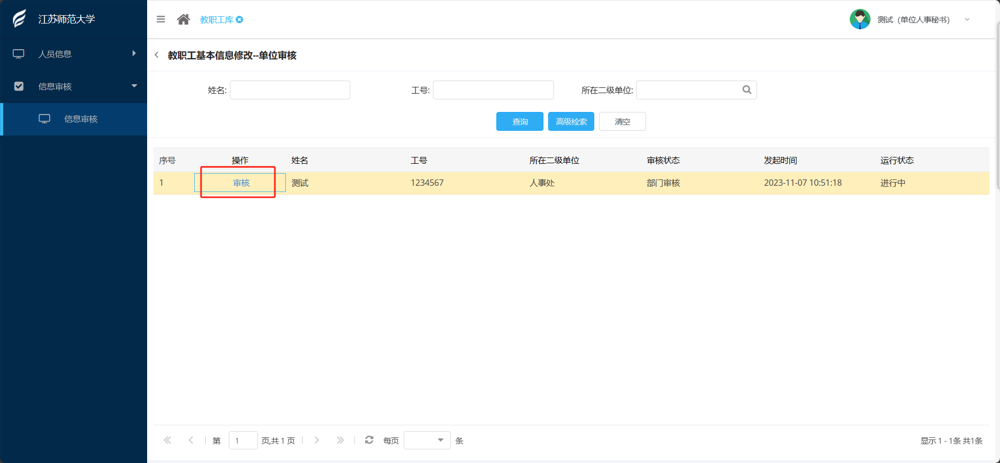 江苏师范大学
教职工库
测试 (单位人事秘书)
人员信息
信息审核
信息审核
教职工基本信息修改--单位审核
姓名:
工号:
所在二级单位:
查询
高级检索
清空
序号 操作 姓名 工号 所在二级单位 审核状态 发起时间 运行状态
1 审核 测试 1234567 人事处 部门审核 2023-11-07 10:51:18 进行中
第 1 页,共 1 页 每页 条
显示 1 - 1条 共1条